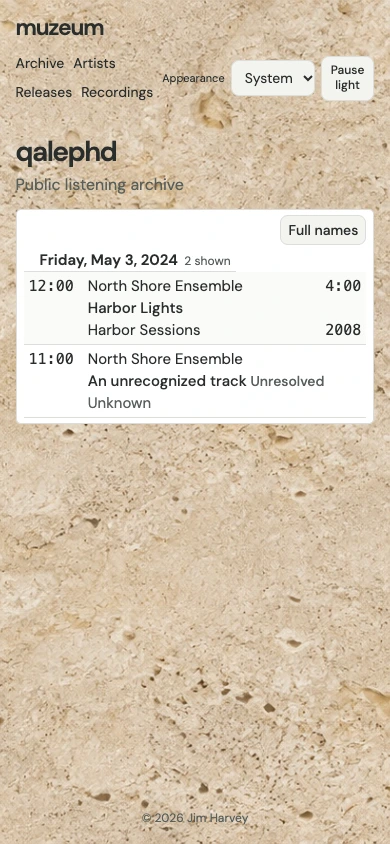 muzeum
Archive Artists
Releases Recordings
Appearance
System
Pause
light
qalephd
Public listening archive
Full names
Friday, May 3, 2024 2 shown
12:00 North Shore Ensemble 4:00
Harbor Lights
Harbor Sessions 2008
11:00 North Shore Ensemble
An unrecognized track Unresolved
Unknown
© 2026 Jim Harvey